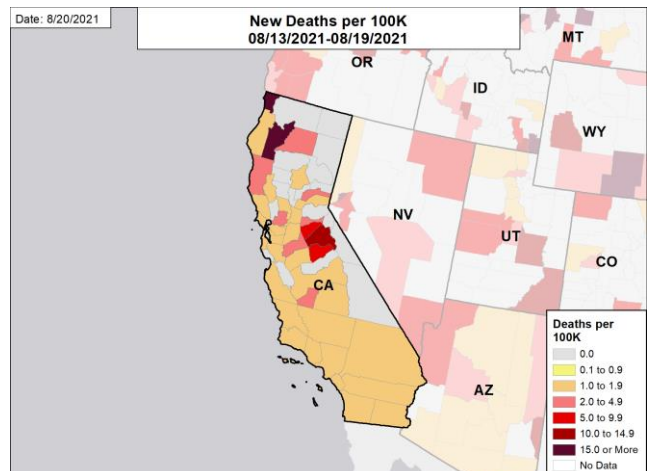 Date: 8/20/2021
New Deaths per 100K
08/13/2021-08/19/2021
MT
OR
ID
WY
NV
UT
CO
CA
AZ
Deaths per
100K
0.0
0.1 to 0.9
1.0 to 1.9
2.0 to 4.9
5.0 to 9.9
10.0 to 14.9
15.0 or More
No Data